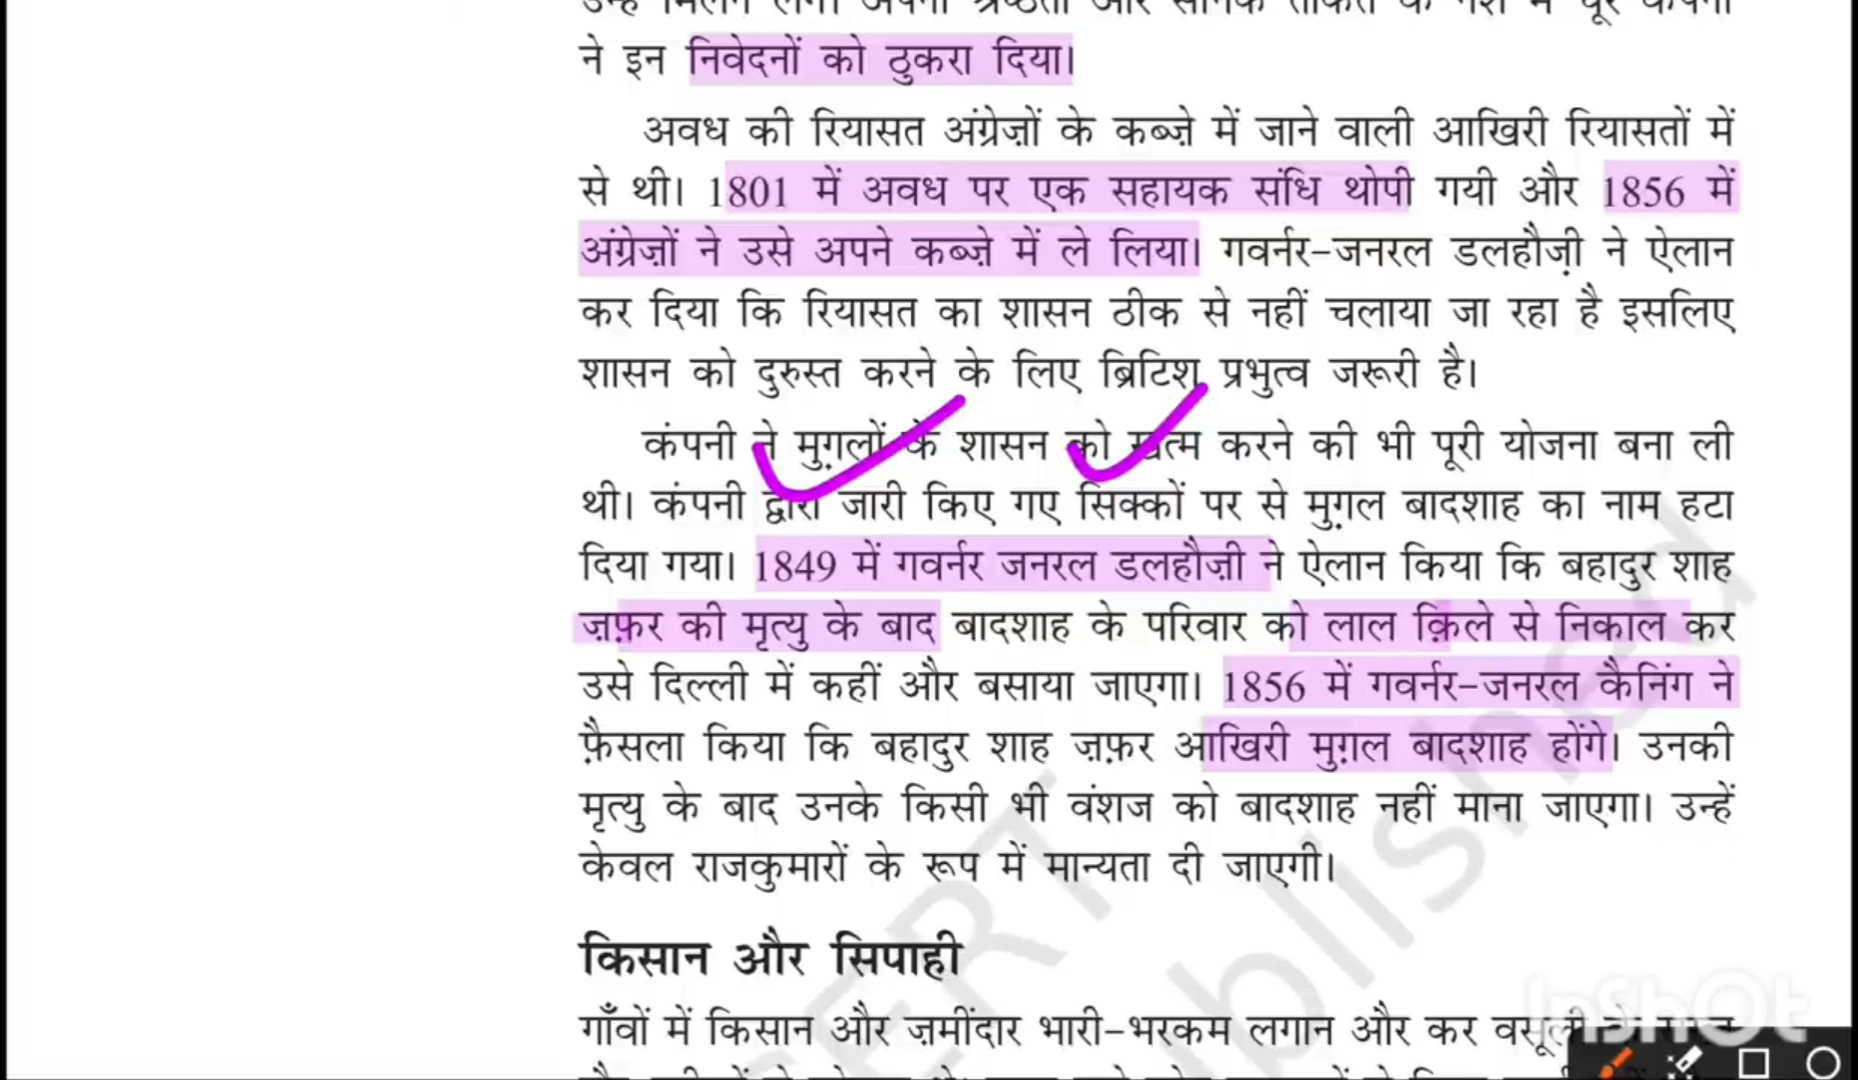 ने इन निवेदनों को ठुकरा दिया।
अवध की रियासत अंग्रेज़ों के कब्ज़े में जाने वाली आखिरी रियासतों में
से थी। 1801 में अवध पर एक सहायक संधि थोपी गयी और 1856 में
अंग्रेज़ों ने उसे अपने कब्ज़े में ले लिया। गवर्नर-जनरल डलहौज़ी ने ऐलान
कर दिया कि रियासत का शासन ठीक से नहीं चलाया जा रहा है इसलिए
शासन को दुरुस्त करने के लिए ब्रिटिश प्रभुत्व जरूरी है।
कंपनी ने मुग़लों के शासन को खत्म करने की भी पूरी योजना बना ली
थी। कंपनी द्वारा जारी किए गए सिक्कों पर से मुग़ल बादशाह का नाम हटा
दिया गया। 1849 में गवर्नर जनरल डलहौज़ी ने ऐलान किया कि बहादुर शाह
ज़फ़र की मृत्यु के बाद बादशाह के परिवार को लाल क़िले से निकाल कर
उसे दिल्ली में कहीं और बसाया जाएगा। 1856 में गवर्नर-जनरल कैनिंग ने
फ़ैसला किया कि बहादुर शाह ज़फ़र आखिरी मुग़ल बादशाह होंगे। उनकी
मृत्यु के बाद उनके किसी भी वंशज को बादशाह नहीं माना जाएगा। उन्हें
केवल राजकुमारों के रूप में मान्यता दी जाएगी।
किसान और सिपाही
गाँवों में किसान और ज़मींदार भारी-भरकम लगान और कर वसूली
InShOt